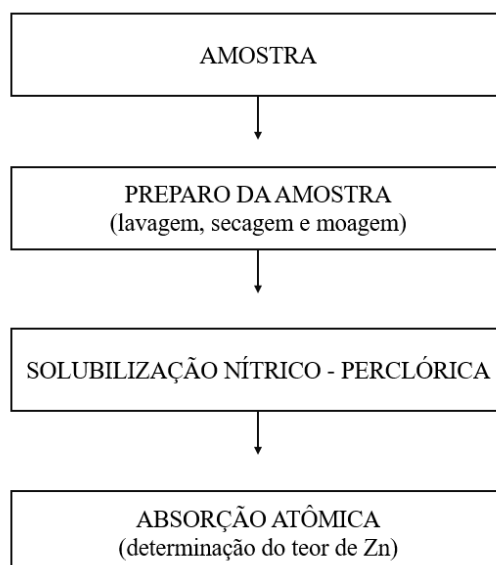 AMOSTRA
PREPARO DA AMOSTRA
(lavagem, secagem e moagem)
SOLUBILIZAÇÃO NÍTRICO - PERCLÓRICA
ABSORÇÃO ATÔMICA
(determinação do teor de Zn)